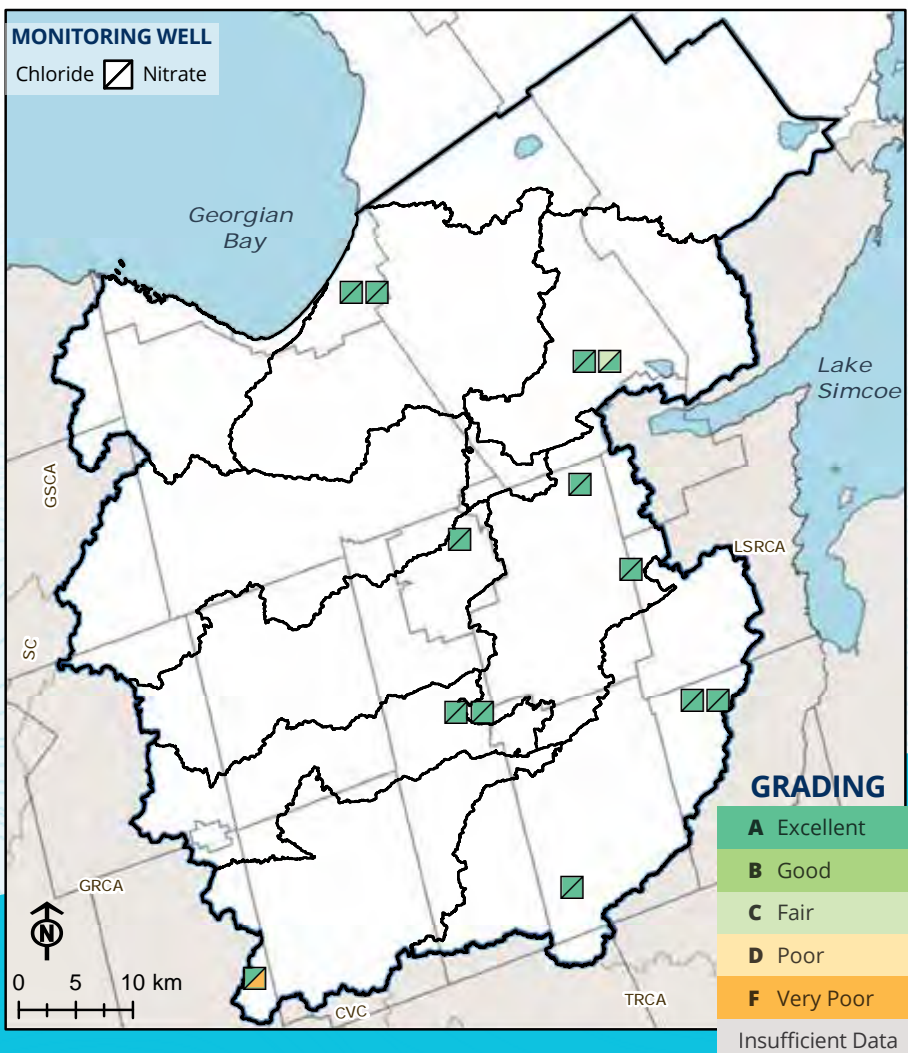 MONITORING WELL
Chloride Nitrate
Georgian
Bay
Lake
Simcoe
GSCA
LSRCA
SC
GRCA
N
0 5 10 km
CVC
TRCA
GRADING
A Excellent
B Good
C Fair
D Poor
F Very Poor
Insufficient Data